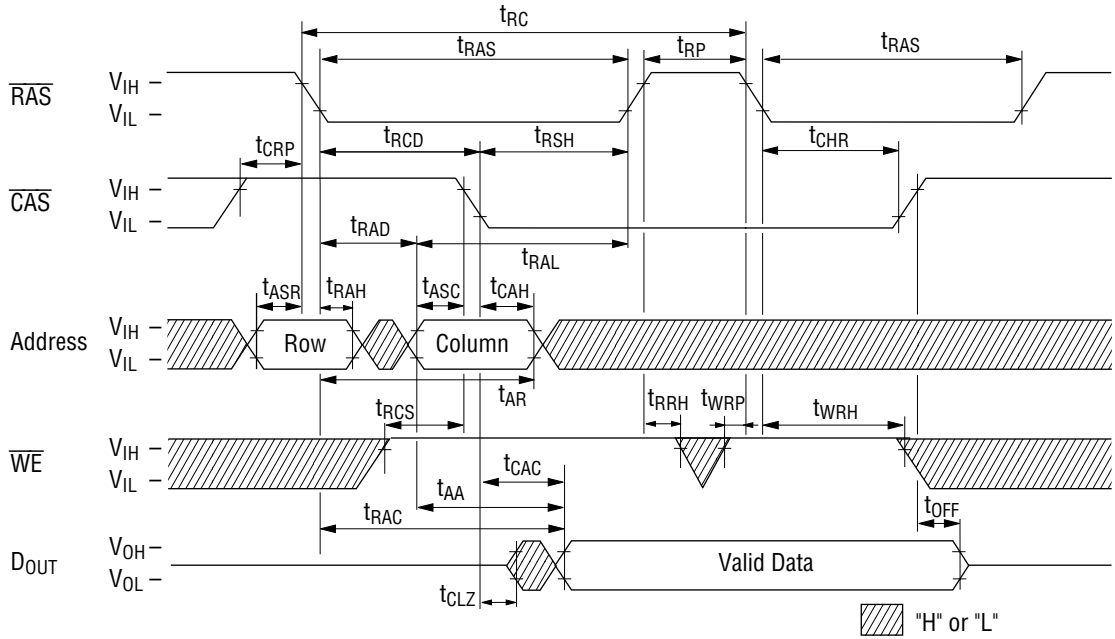 tRC
tRAS tRP tRAS
RAS VIH
VIL
tCRP tRCD tRSH tCHR
CAS VIH
VIL
tRAD
tRAL
tASR tRAH tASC tCAH
Address VIH
VIL
Row Column
tAR
tRCS tRRH tWRP tWRH
WE VIH
VIL
tCAC
tAA
tRAC
tOFF
DOUT VOH
VOL
Valid Data
tCLZ
"H" or "L"